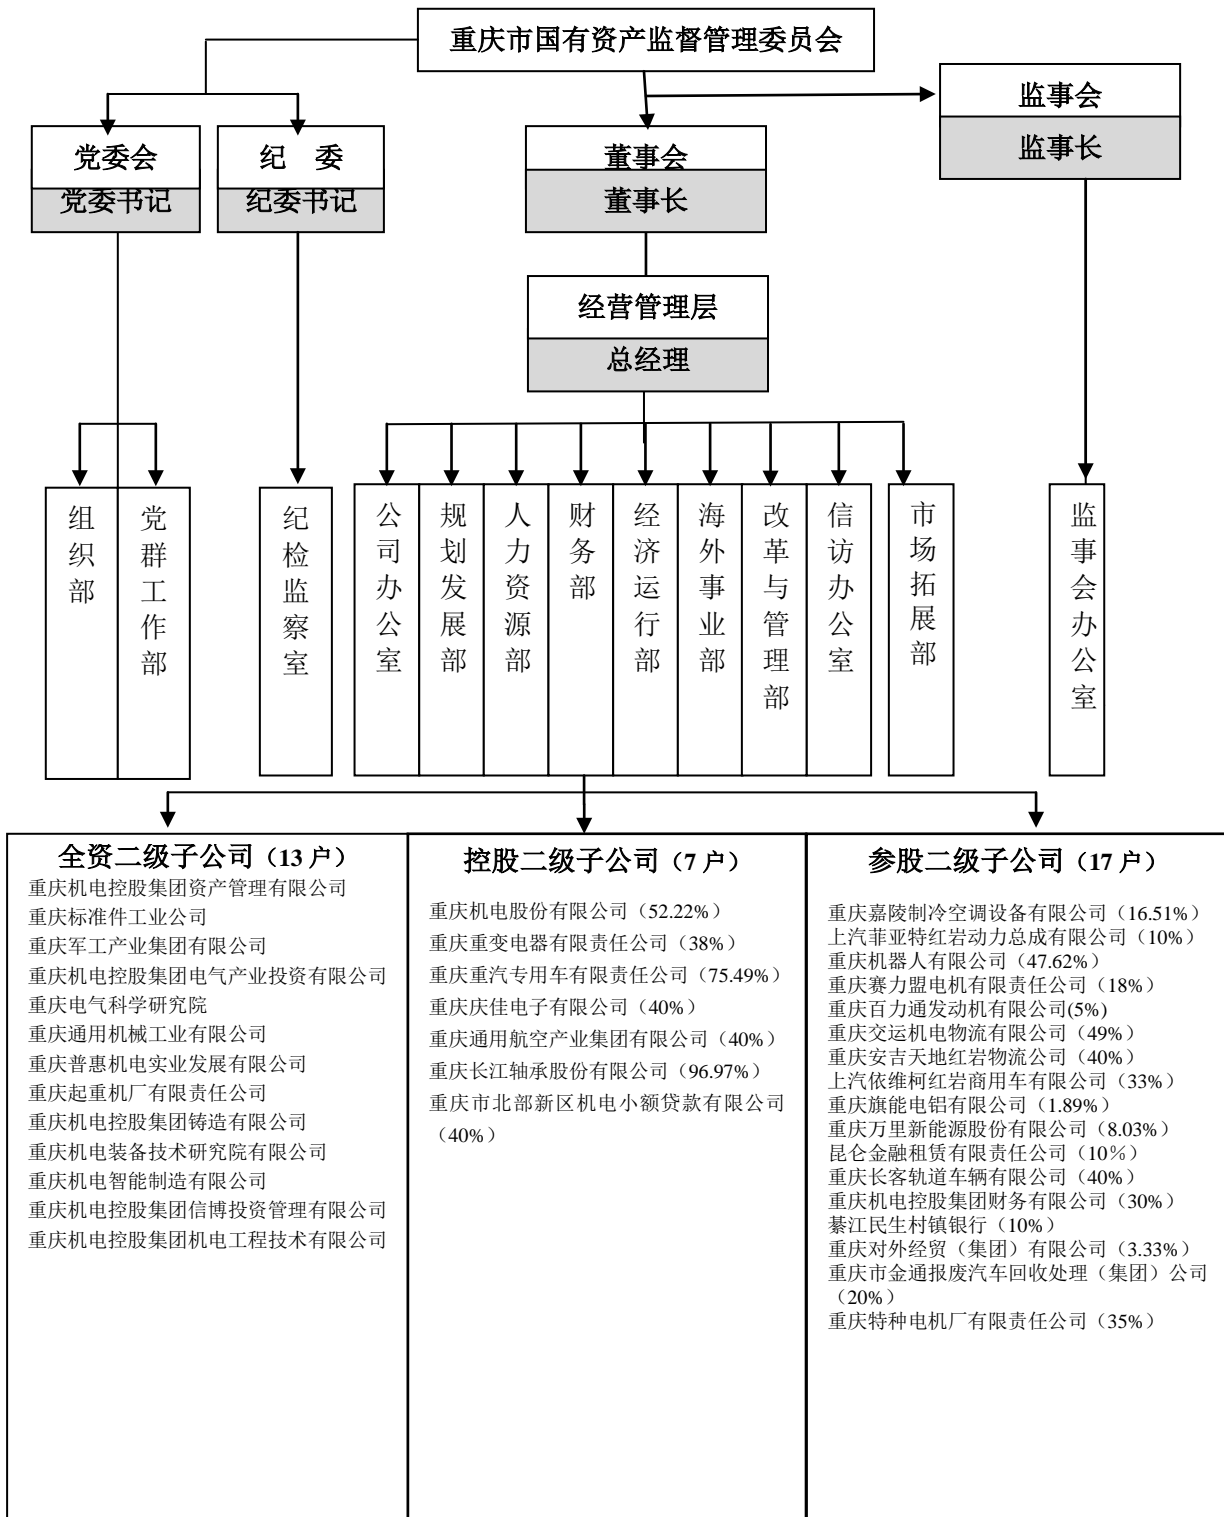 重庆市国有资产监督管理委员会
监事会
监事长
党委会
党委书记
纪　委
纪委书记
董事会
董事长
经营管理层
总经理
组织部
党群工作部
纪检监察室
公司办公室
规划发展部
人力资源部
财务部
经济运行部
海外事业部
改革与管理部
信访办公室
市场拓展部
监事会办公室
全资二级子公司（13 户）
重庆机电控股集团资产管理有限公司
重庆标准件工业公司
重庆军工产业集团有限公司
重庆机电控股集团电气产业投资有限公司
重庆电气科学研究院
重庆通用机械工业有限公司
重庆普惠机电实业发展有限公司
重庆起重机厂有限责任公司
重庆机电控股集团铸造有限公司
重庆机电装备技术研究院有限公司
重庆机电智能制造有限公司
重庆机电控股集团信博投资管理有限公司
重庆机电控股集团机电工程技术有限公司
控股二级子公司（7 户）
重庆机电股份有限公司（52.22%）
重庆重变电器有限责任公司（38%）
重庆重汽专用车有限责任公司（75.49%）
重庆庆佳电子有限公司（40%）
重庆通用航空产业集团有限公司（40%）
重庆长江轴承股份有限公司（96.97%）
重庆市北部新区机电小额贷款有限公司
（40%）
参股二级子公司（17 户）
重庆嘉陵制冷空调设备有限公司（16.51%）
上汽菲亚特红岩动力总成有限公司（10%）
重庆机器人有限公司（47.62%）
重庆赛力盟电机有限责任公司（18%）
重庆百力通发动机有限公司(5%)
重庆交运机电物流有限公司（49%）
重庆安吉天地红岩物流公司（40%）
上汽依维柯红岩商用车有限公司（33%）
重庆旗能电铝有限公司（1.89%）
重庆万里新能源股份有限公司（8.03%）
昆仑金融租赁有限责任公司（10％）
重庆长客轨道车辆有限公司（40%）
重庆机电控股集团财务有限公司（30%）
綦江民生村镇银行（10%）
重庆对外经贸（集团）有限公司（3.33%）
重庆市金通报废汽车回收处理（集团）公司
（20%）
重庆特种电机厂有限责任公司（35%）